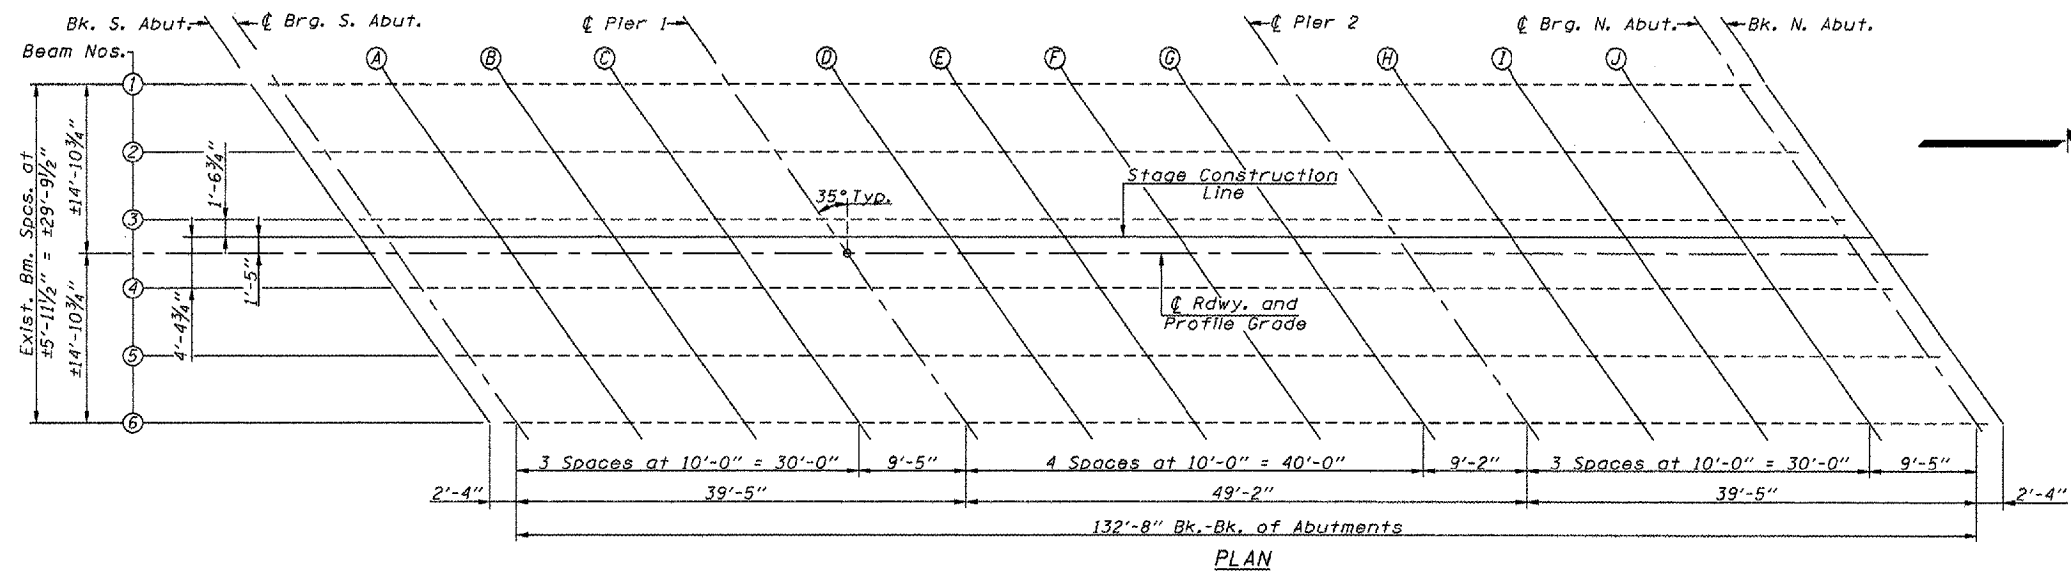 Bk. S. Abut.
℄ Brg. S. Abut.
℄ Pier 1
℄ Pier 2
℄ Brg. N. Abut.
Bk. N. Abut.
Beam Nos.
A
B
C
D
E
F
G
H
I
J
1
2
3
4
5
6
Exist. Bm. Spcs. at
±5'-11½" = ±29'-9½"
±14'-10¾"
±14'-10¾"
1'-6¾"
4'-4¾"
1'-5"
35° Typ.
Stage Construction
Line
℄ Rdwy. and
Profile Grade
3 Spaces at 10'-0" = 30'-0"
9'-5"
4 Spaces at 10'-0" = 40'-0"
9'-2"
3 Spaces at 10'-0" = 30'-0"
9'-5"
2'-4"
39'-5"
49'-2"
39'-5"
2'-4"
132'-8" Bk.-Bk. of Abutments
PLAN